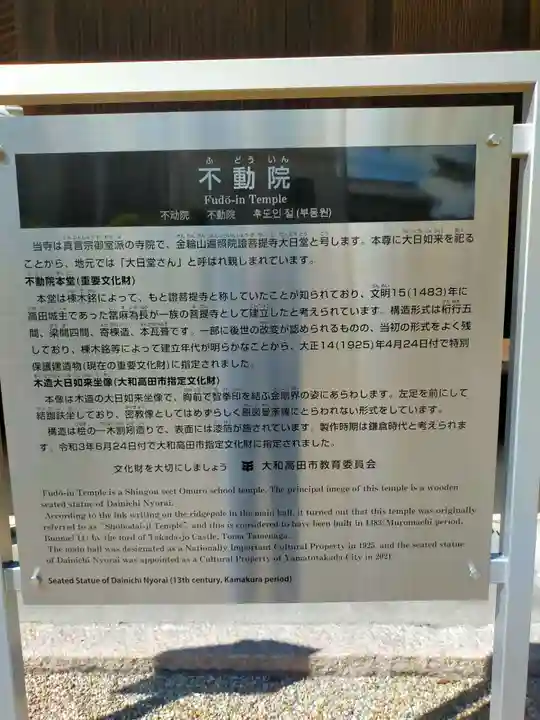 ふ どう いん
不動院
Fudō-in Temple
不动院 不動院 후도인 절 (부동원)
当寺は真言宗御室派の寺院で、金輪山遍照院證菩提寺大日堂と号します。本尊に大日如来を祀る
ことから、地元では「大日堂さん」と呼ばれ親しまれています。
不動院本堂(重要文化財)
本堂は棟木銘によって、もと證菩提寺と称していたことが知られており、文明15(1483)年に
高田城主であった當麻為長が一族の菩提寺として建立したと考えられています。構造形式は桁行五
間、梁間四間、寄棟造、本瓦葺です。一部に後世の改変が認められるものの、当初の形式をよく残
しており、棟木銘等によって建立年代が明らかなことから、大正14(1925)年4月24日付で特別
保護建造物(現在の重要文化財)に指定されました。
木造大日如来坐像(大和高田市指定文化財)
本像は木造の大日如来坐像で、胸前で智拳印を結ぶ金剛界の姿にあらわします。左足を前にして
結跏趺坐しており、密教像としてはめずらしく
とらわれない形式をしています。
構造は桧の一木割矧造りで、表面には漆箔が施されています。製作時期は鎌倉時代と考えられま
す。令和3年6月24日付で大和高田市指定文化財に指定されました。
文化財を大切にしましょう 大和高田市教育委員会
Fudō-in Temple is a Shingon sect Omuro school temple. The principal image of this temple is a wooden
seated statue of Dainichi Nyorai.
According to the ink writing on the ridgepole in the main hall, it turned out that this temple was originally
referred to as "Shobodai-ji Temple" and this is considered to have been built in 1483(Muromachi period,
Bunmei 15) by the lord of Takada-jo Castle, Toma Tamenaga.
The main hall was designated as a Nationally Important Cultural Property in 1925, and the seated statue
of Dainichi Nyorai was appointed as a Cultural Property of Yamatotakada City in 2021.
Seated Statue of Dainichi Nyorai (13th century, Kamakura period)